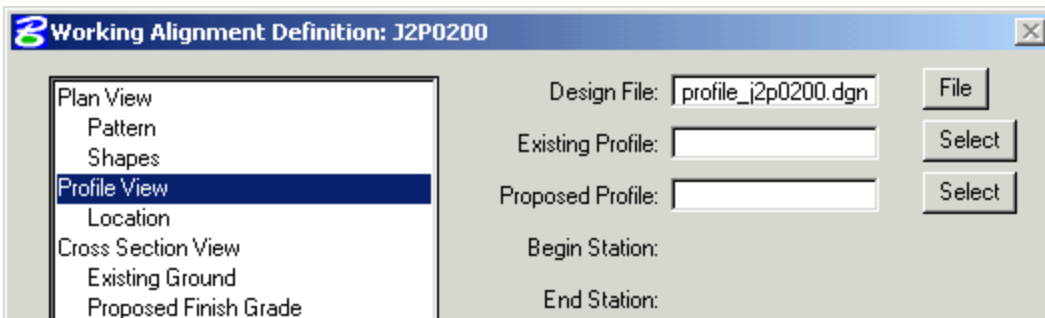 Working Alignment Definition: J2P0200
Plan View
Pattern
Shapes
Profile View
Location
Cross Section View
Existing Ground
Proposed Finish Grade
Design File: profile_j2p0200.dgn File
Existing Profile: Select
Proposed Profile: Select
Begin Station:
End Station: